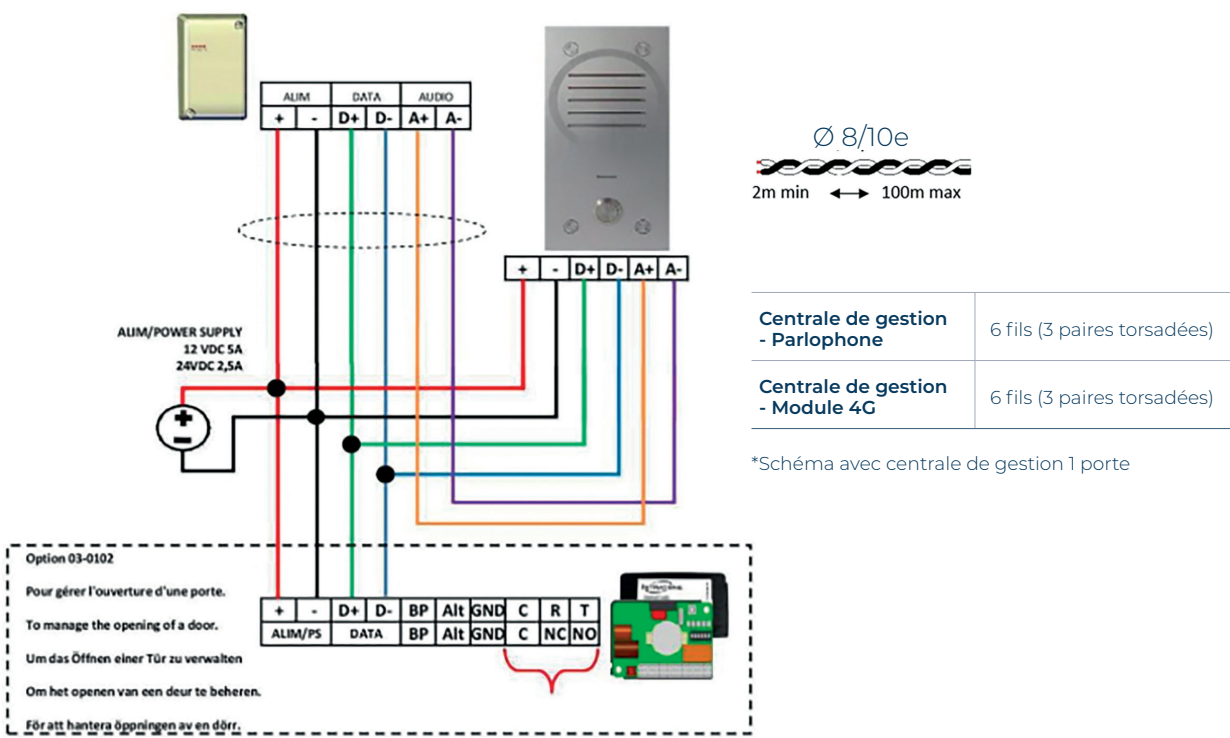 ALIM DATA AUDIO
+ - D+ D- A+ A-
Ø 8/10e
2m min 100m max
+ - D+ D- A+ A-
ALIM/POWER SUPPLY
12 VDC 5A
24VDC 2,5A
+
-
Centrale de gestion
- Parlophone
6 fils (3 paires torsadées)
Centrale de gestion
- Module 4G
6 fils (3 paires torsadées)
*Schéma avec centrale de gestion 1 porte
Option 03-0102
Pour gérer l'ouverture d'une porte.
To manage the opening of a door.
Um das Öffnen einer Tür zu verwalten
Om het openen van een deur te beheren.
För att hantera öppningen av en dörr.
+ - D+ D- BP Alt GND C R T
ALIM/PS DATA BP Alt GND C NC NO